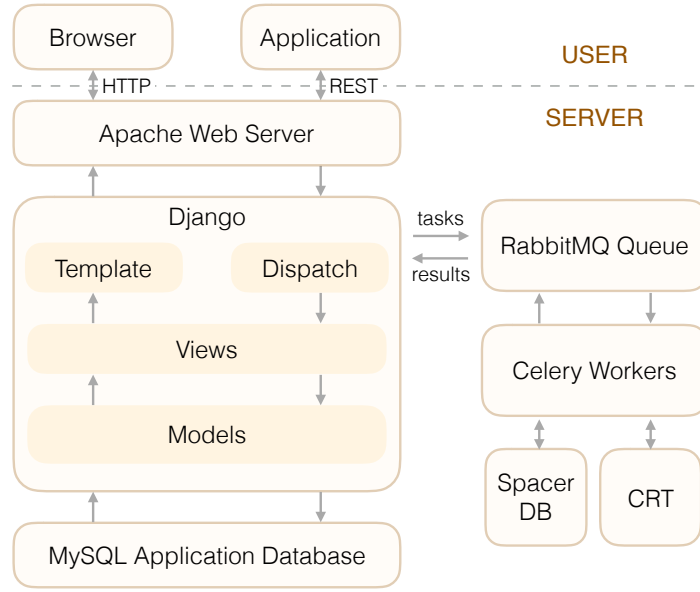 Browser
Application
USER
HTTP
REST
SERVER
Apache Web Server
Django
tasks
RabbitMQ Queue
results
Template
Dispatch
Views
Celery Workers
Models
Spacer
DB
CRT
MySQL Application Database